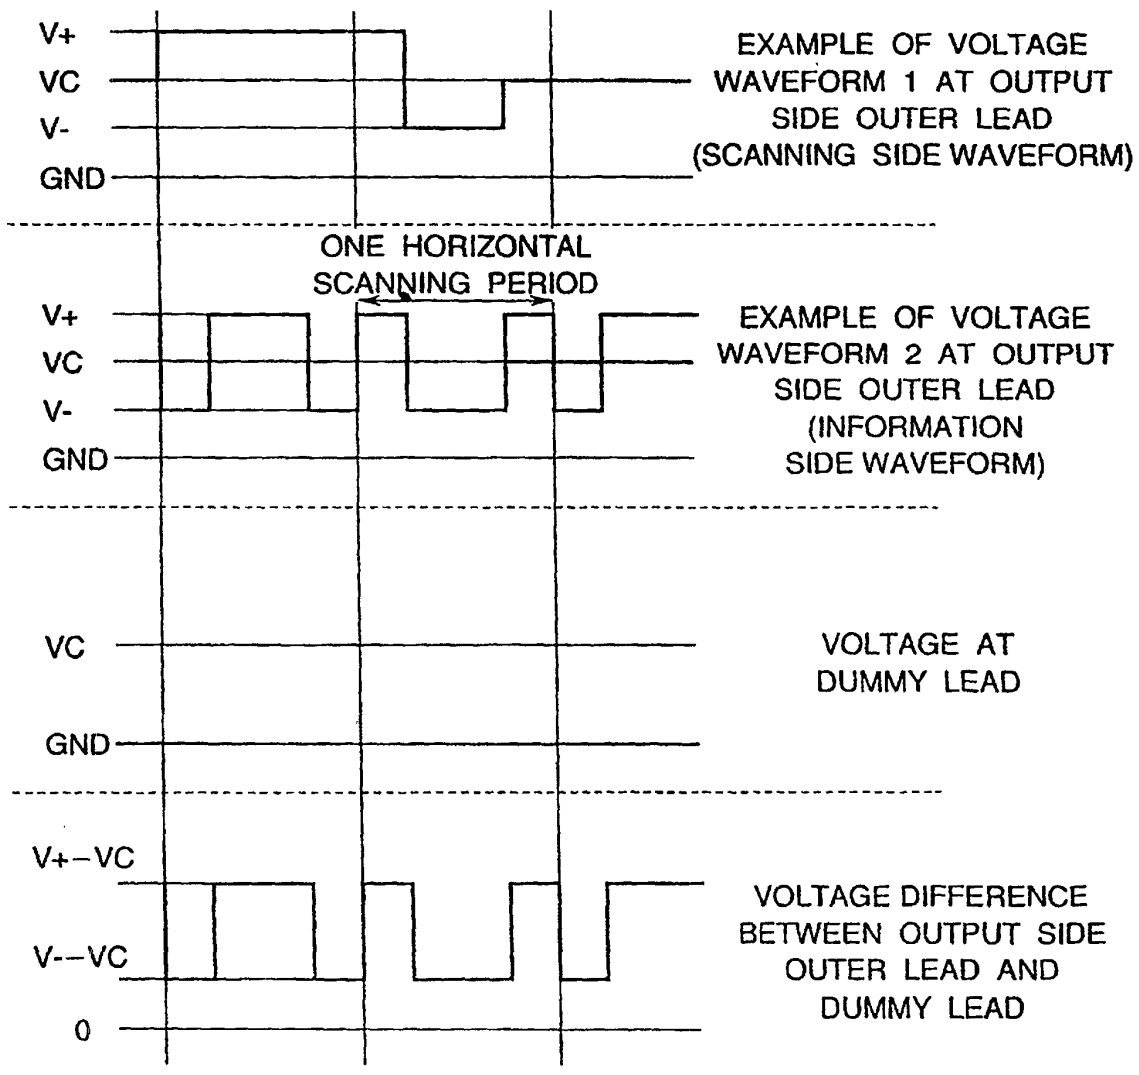 V+
VC
V-
GND
EXAMPLE OF VOLTAGE
WAVEFORM 1 AT OUTPUT
SIDE OUTER LEAD
(SCANNING SIDE WAVEFORM)
ONE HORIZONTAL
SCANNING PERIOD
V+
VC
V-
GND
EXAMPLE OF VOLTAGE
WAVEFORM 2 AT OUTPUT
SIDE OUTER LEAD
(INFORMATION
SIDE WAVEFORM)
VC
GND
VOLTAGE AT
DUMMY LEAD
V+−VC
V-−VC
0
VOLTAGE DIFFERENCE
BETWEEN OUTPUT SIDE
OUTER LEAD AND
DUMMY LEAD